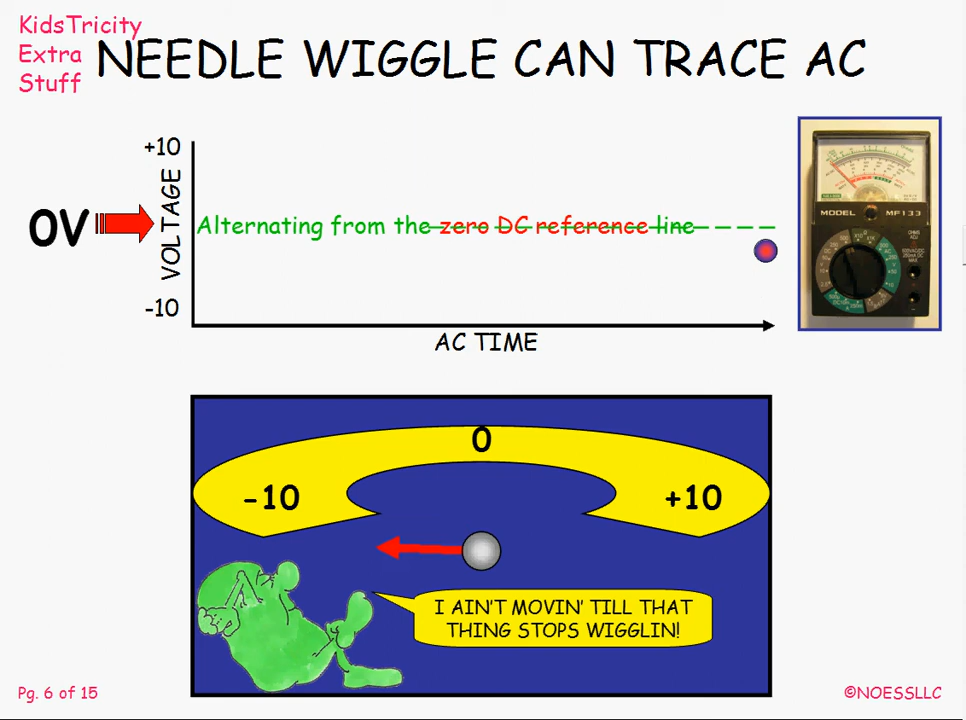 KidsTricity
Extra
Stuff
NEEDLE WIGGLE CAN TRACE AC
+10
0V
VOLTAGE
Alternating from the zero DC reference line
-10
AC TIME
MODEL MF133
0
-10
+10
I AIN'T MOVIN' TILL THAT
THING STOPS WIGGLIN!
Pg. 6 of 15
©NOESSLLC